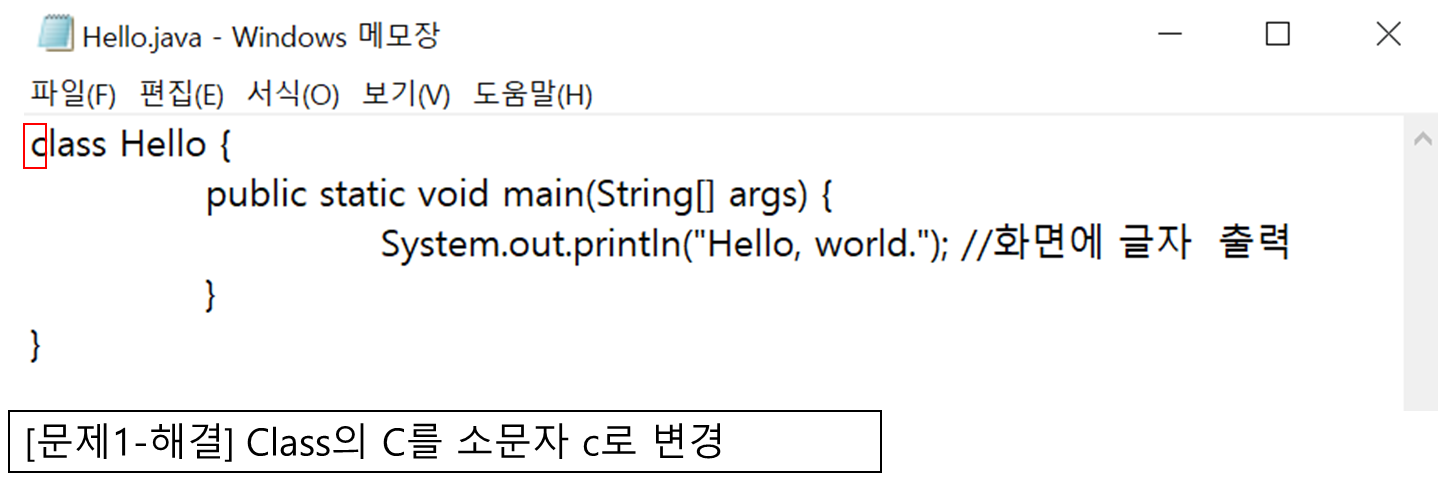 Hello.java - Windows 메모장
파일(F) 편집(E) 서식(O) 보기(V) 도움말(H)
class Hello {
public static void main(String[] args) {
System.out.println("Hello, world."); //화면에 글자  출력
}
}
[문제1-해결] Class의 C를 소문자 c로 변경